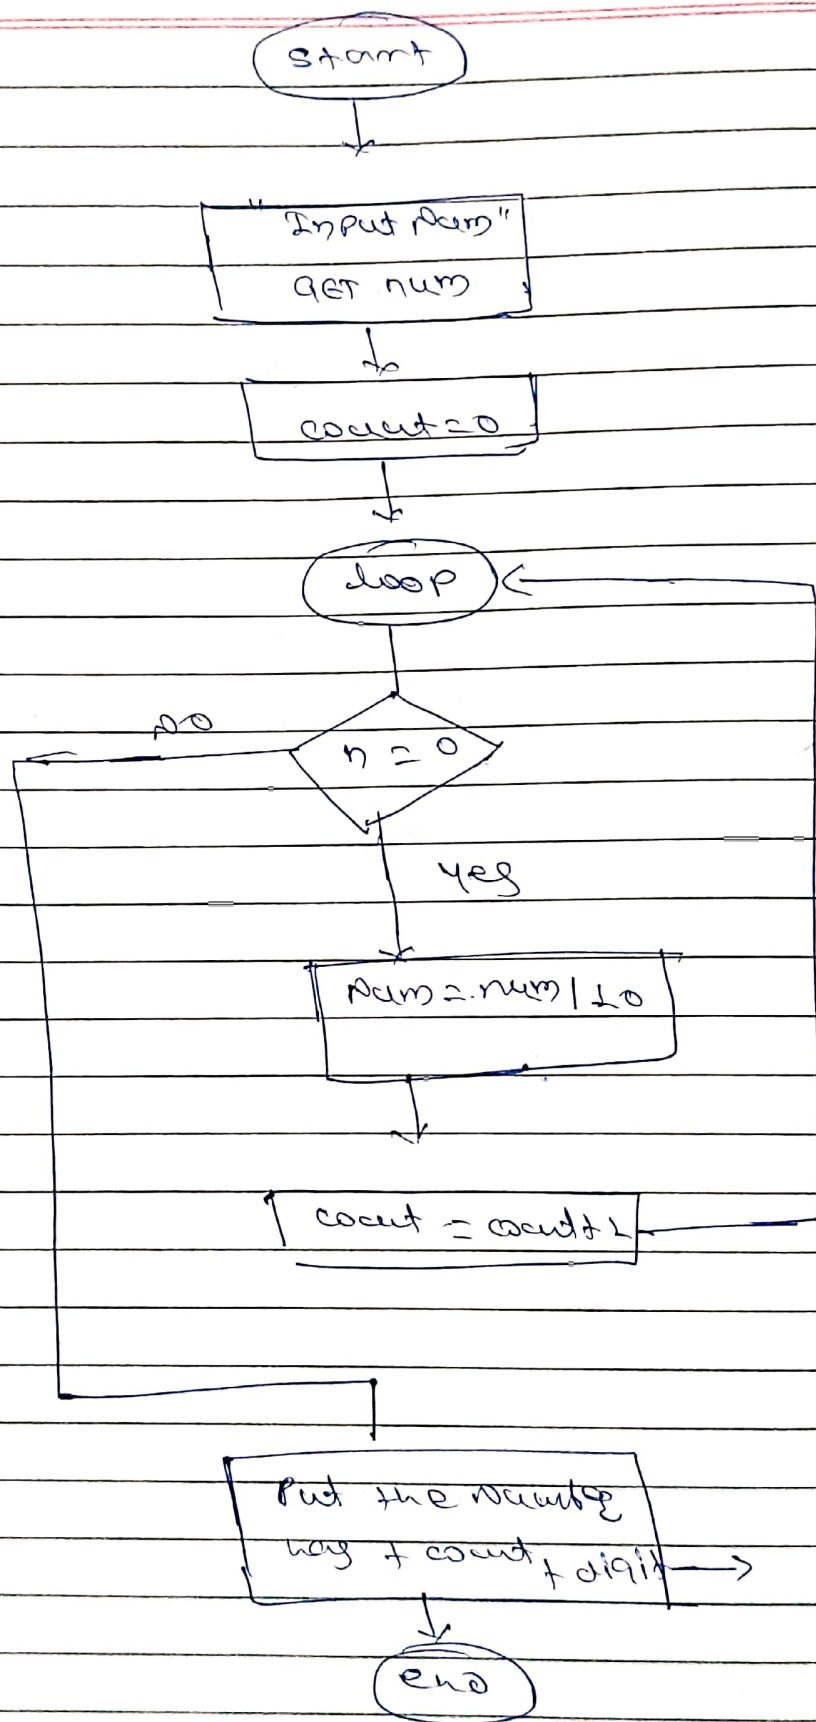 Start
"Input Num"
GET num
count = 0
loop
n = 0
NO
yes
Num = num / 10
count = count + 1
Put the Number
has + count + digit
end